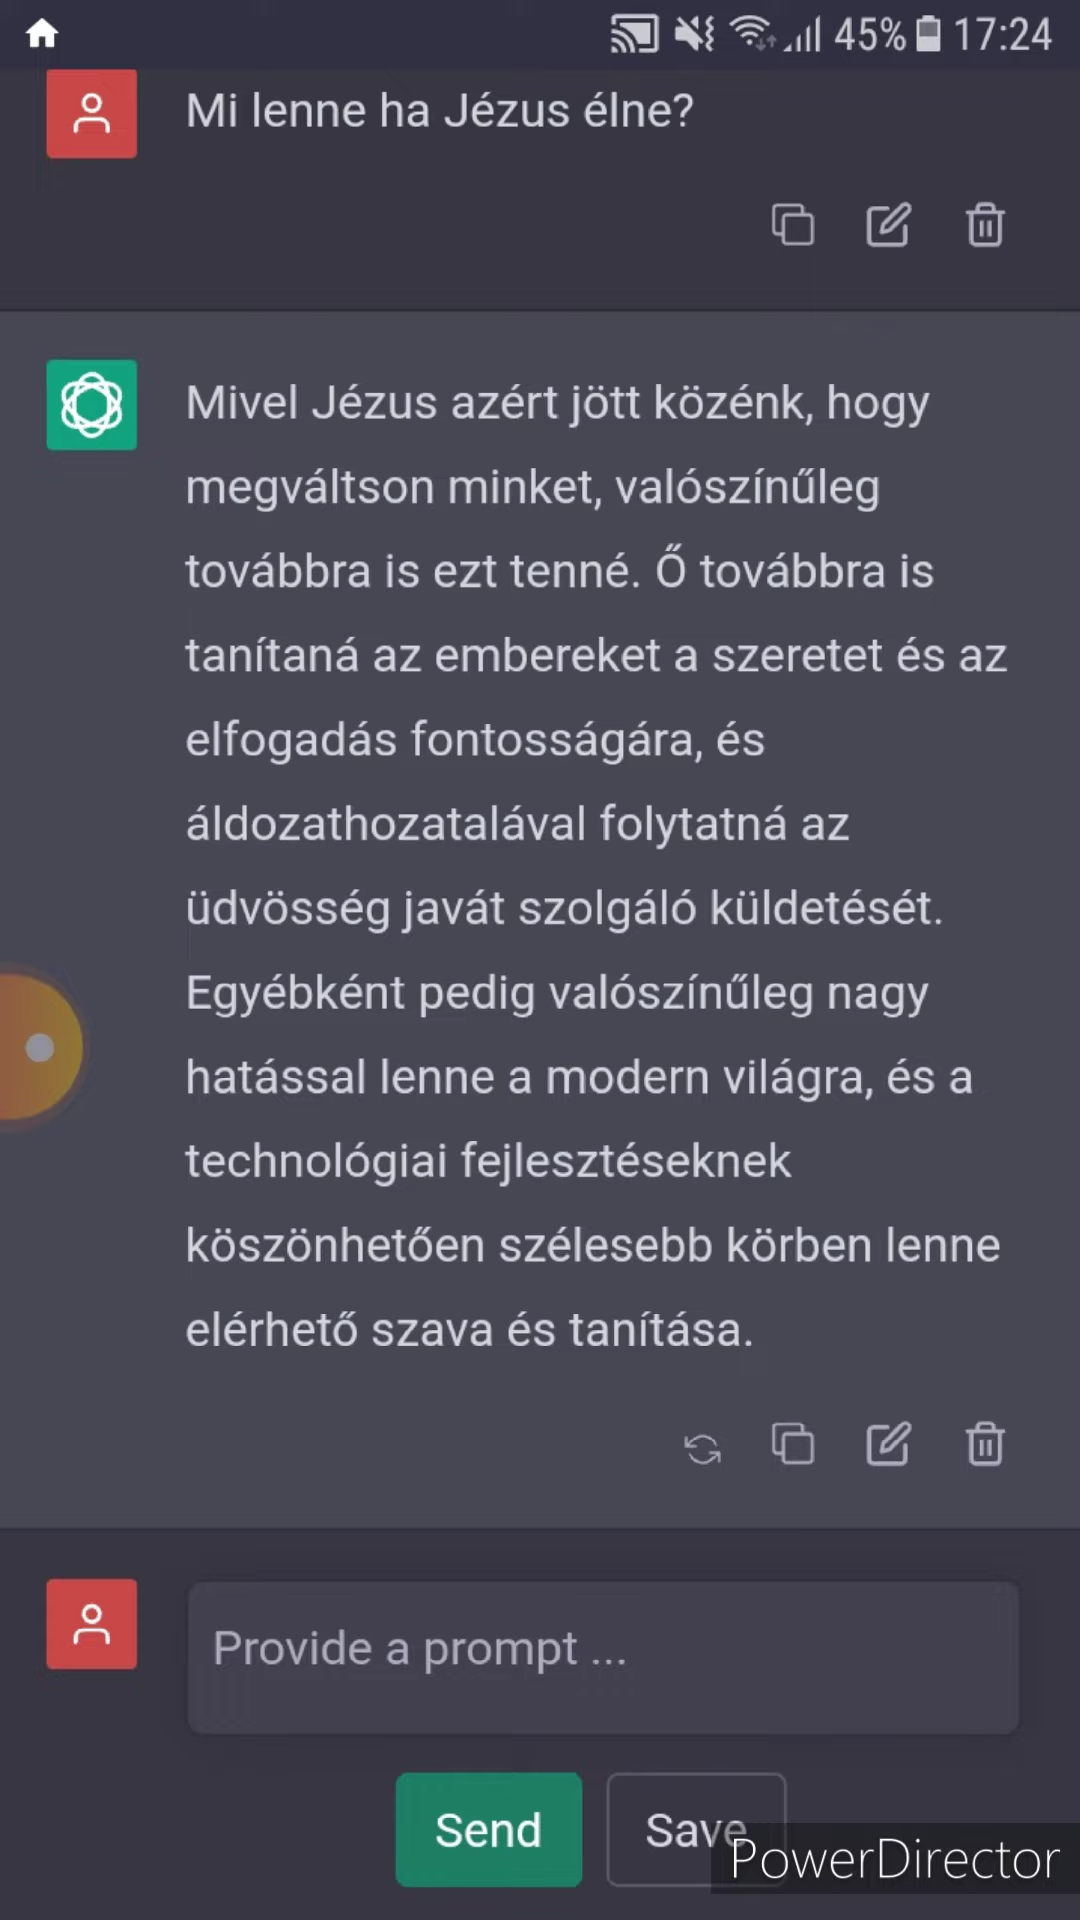 45% 17:24
Mi lenne ha Jézus élne?
Mivel Jézus azért jött közénk, hogy
megváltson minket, valószínűleg
továbbra is ezt tenné. Ő továbbra is
tanítaná az embereket a szeretet és az
elfogadás fontosságára, és
áldozathozatalával folytatná az
üdvösség javát szolgáló küldetését.
Egyébként pedig valószínűleg nagy
hatással lenne a modern világra, és a
technológiai fejlesztéseknek
köszönhetően szélesebb körben lenne
elérhető szava és tanítása.
Provide a prompt ...
Send Save
PowerDirector